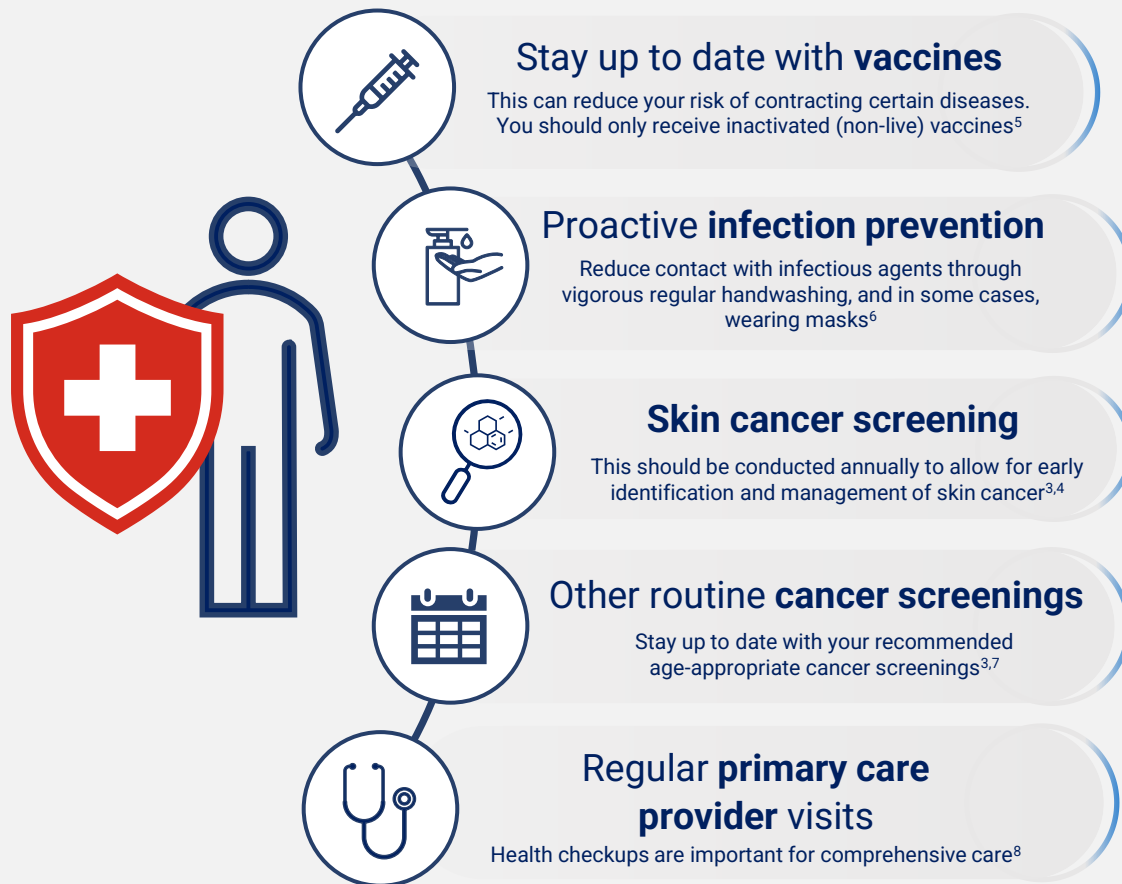 Stay up to date with vaccines
This can reduce your risk of contracting certain diseases.
You should only receive inactivated (non-live) vaccines⁵
Proactive infection prevention
Reduce contact with infectious agents through
vigorous regular handwashing, and in some cases,
wearing masks⁶
Skin cancer screening
This should be conducted annually to allow for early
identification and management of skin cancer³,⁴
Other routine cancer screenings
Stay up to date with your recommended
age-appropriate cancer screenings³,⁷
Regular primary care
provider visits
Health checkups are important for comprehensive care⁸